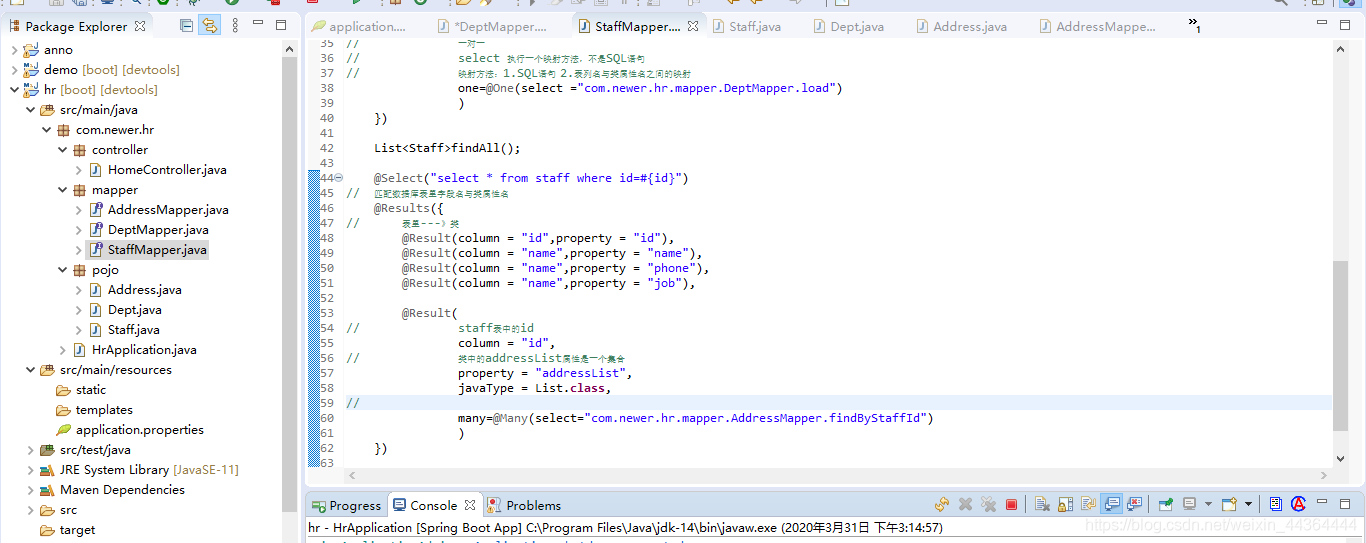 Package Explorer
application....
*DeptMapper....
StaffMapper....
Staff.java
Dept.java
Address.java
AddressMappe...
»1
anno
demo [boot] [devtools]
hr [boot] [devtools]
src/main/java
com.newer.hr
controller
HomeController.java
mapper
AddressMapper.java
DeptMapper.java
StaffMapper.java
pojo
Address.java
Dept.java
Staff.java
HrApplication.java
src/main/resources
static
templates
application.properties
src/test/java
JRE System Library [JavaSE-11]
Maven Dependencies
src
target
35 // 一对一
36 // select 执行一个映射方法，不是SQL语句
37 // 映射方法：1.SQL语句 2.表列名与类属性名之间的映射
38 one=@One(select ="com.newer.hr.mapper.DeptMapper.load")
39 )
40 })
41
42 List<Staff>findAll();
43
44 @Select("select * from staff where id=#{id}")
45 // 匹配数据库表单字段名与类属性名
46 @Results({
47 // 表单---》类
48 @Result(column = "id",property = "id"),
49 @Result(column = "name",property = "name"),
50 @Result(column = "name",property = "phone"),
51 @Result(column = "name",property = "job"),
52
53 @Result(
54 // staff表中的id
55 column = "id",
56 // 类中的addressList属性是一个集合
57 property = "addressList",
58 javaType = List.class,
59 //
60 many=@Many(select="com.newer.hr.mapper.AddressMapper.findByStaffId")
61 )
62 })
63
Progress
Console
Problems
hr - HrApplication [Spring Boot App] C:\Program Files\Java\jdk-14\bin\javaw.exe (2020年3月31日 下午3:14:57)
https://blog.csdn.net/weixin_44364444